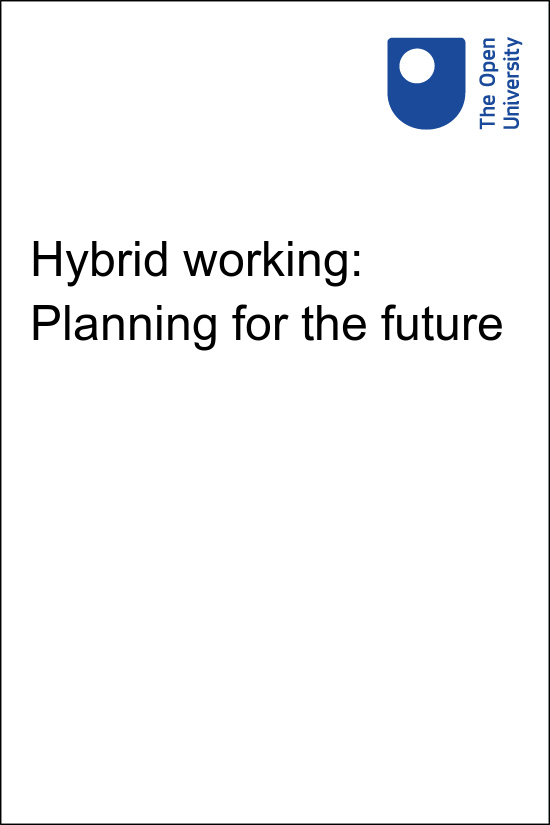 The Open
University
Hybrid working:
Planning for the future